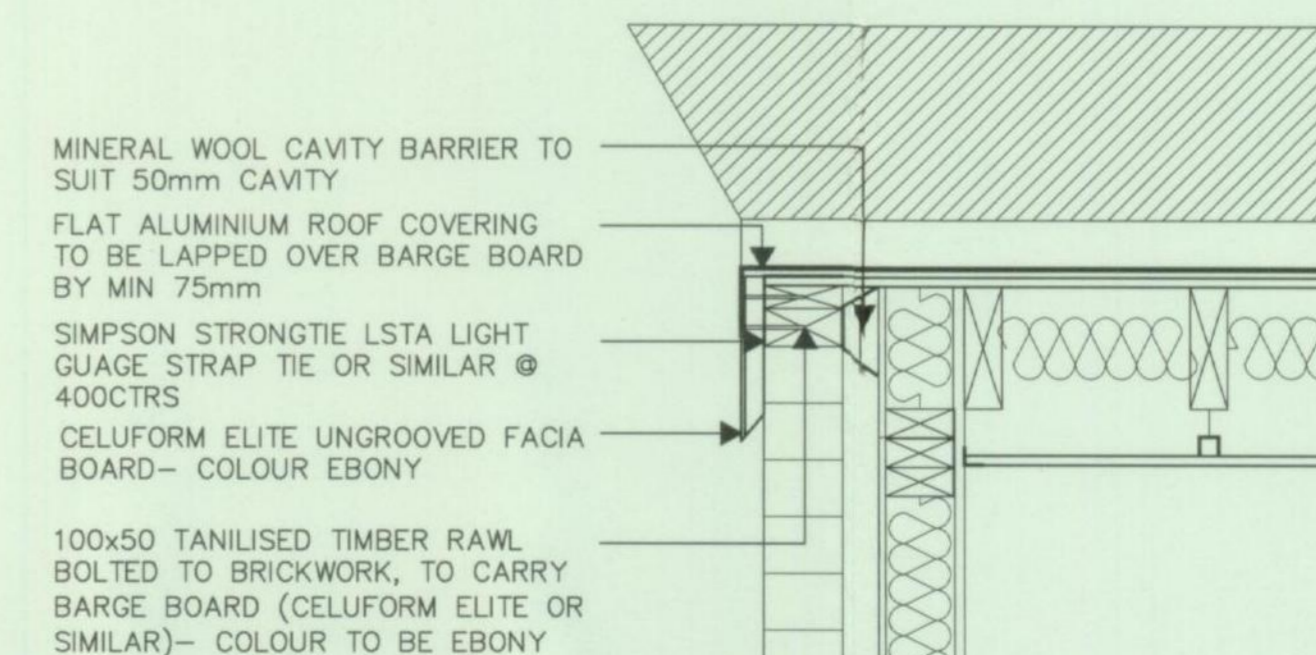 MINERAL WOOL CAVITY BARRIER TO
SUIT 50mm CAVITY
FLAT ALUMINIUM ROOF COVERING
TO BE LAPPED OVER BARGE BOARD
BY MIN 75mm
SIMPSON STRONGTIE LSTA LIGHT
GUAGE STRAP TIE OR SIMILAR @
400CTRS
CELUFORM ELITE UNGROOVED FACIA
BOARD– COLOUR EBONY
100x50 TANILISED TIMBER RAWL
BOLTED TO BRICKWORK, TO CARRY
BARGE BOARD (CELUFORM ELITE OR
SIMILAR)– COLOUR TO BE EBONY